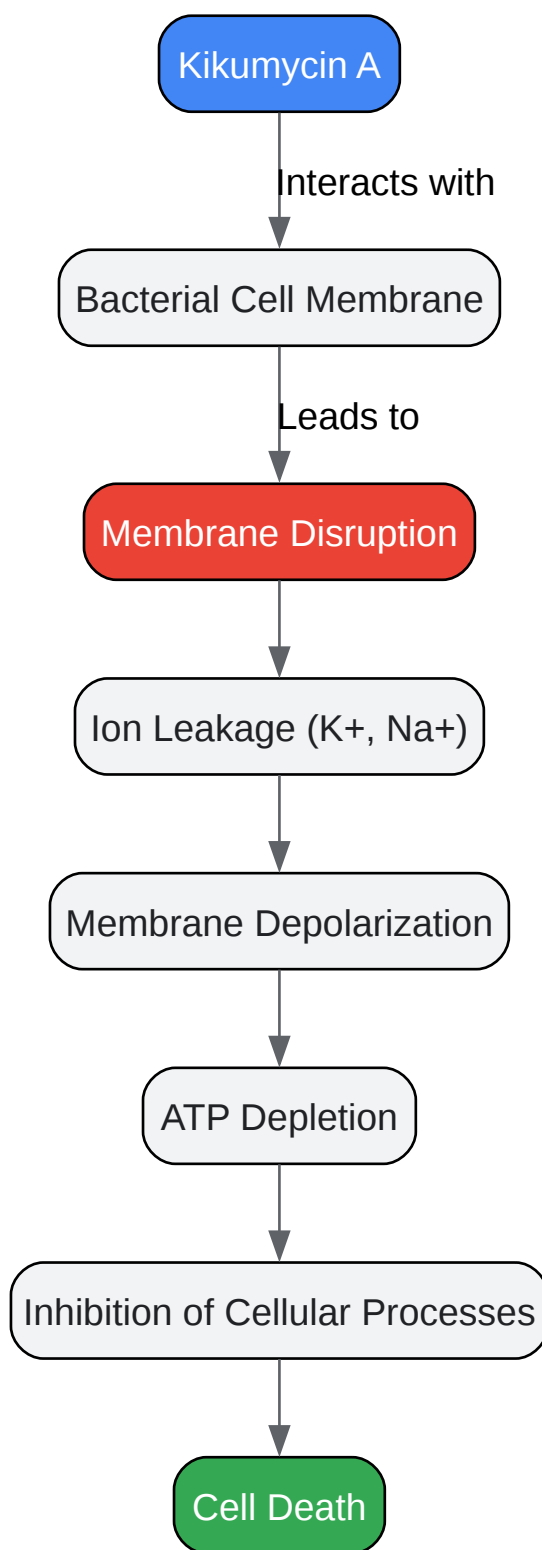 Kikumycin A
Interacts with
Bacterial Cell Membrane
Leads to
Membrane Disruption
Ion Leakage (K+, Na+)
Membrane Depolarization
ATP Depletion
Inhibition of Cellular Processes
Cell Death